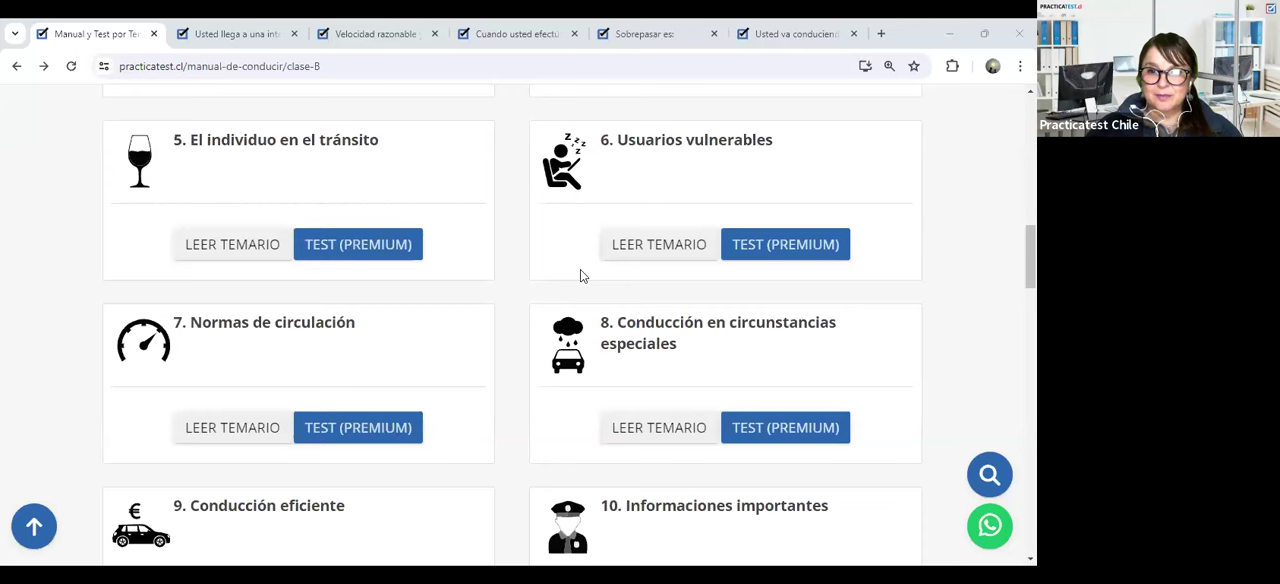 Manual y Test por Te
Usted llega a una int
Velocidad razonable y
Cuando usted efectú
Sobrepasar es:
Usted va conduciend
practicatest.cl/manual-de-conducir/clase-B
PRACTICATEST.cl
Practicatest Chile
5. El individuo en el tránsito
LEER TEMARIO
TEST (PREMIUM)
6. Usuarios vulnerables
LEER TEMARIO
TEST (PREMIUM)
7. Normas de circulación
LEER TEMARIO
TEST (PREMIUM)
8. Conducción en circunstancias
especiales
LEER TEMARIO
TEST (PREMIUM)
9. Conducción eficiente
10. Informaciones importantes